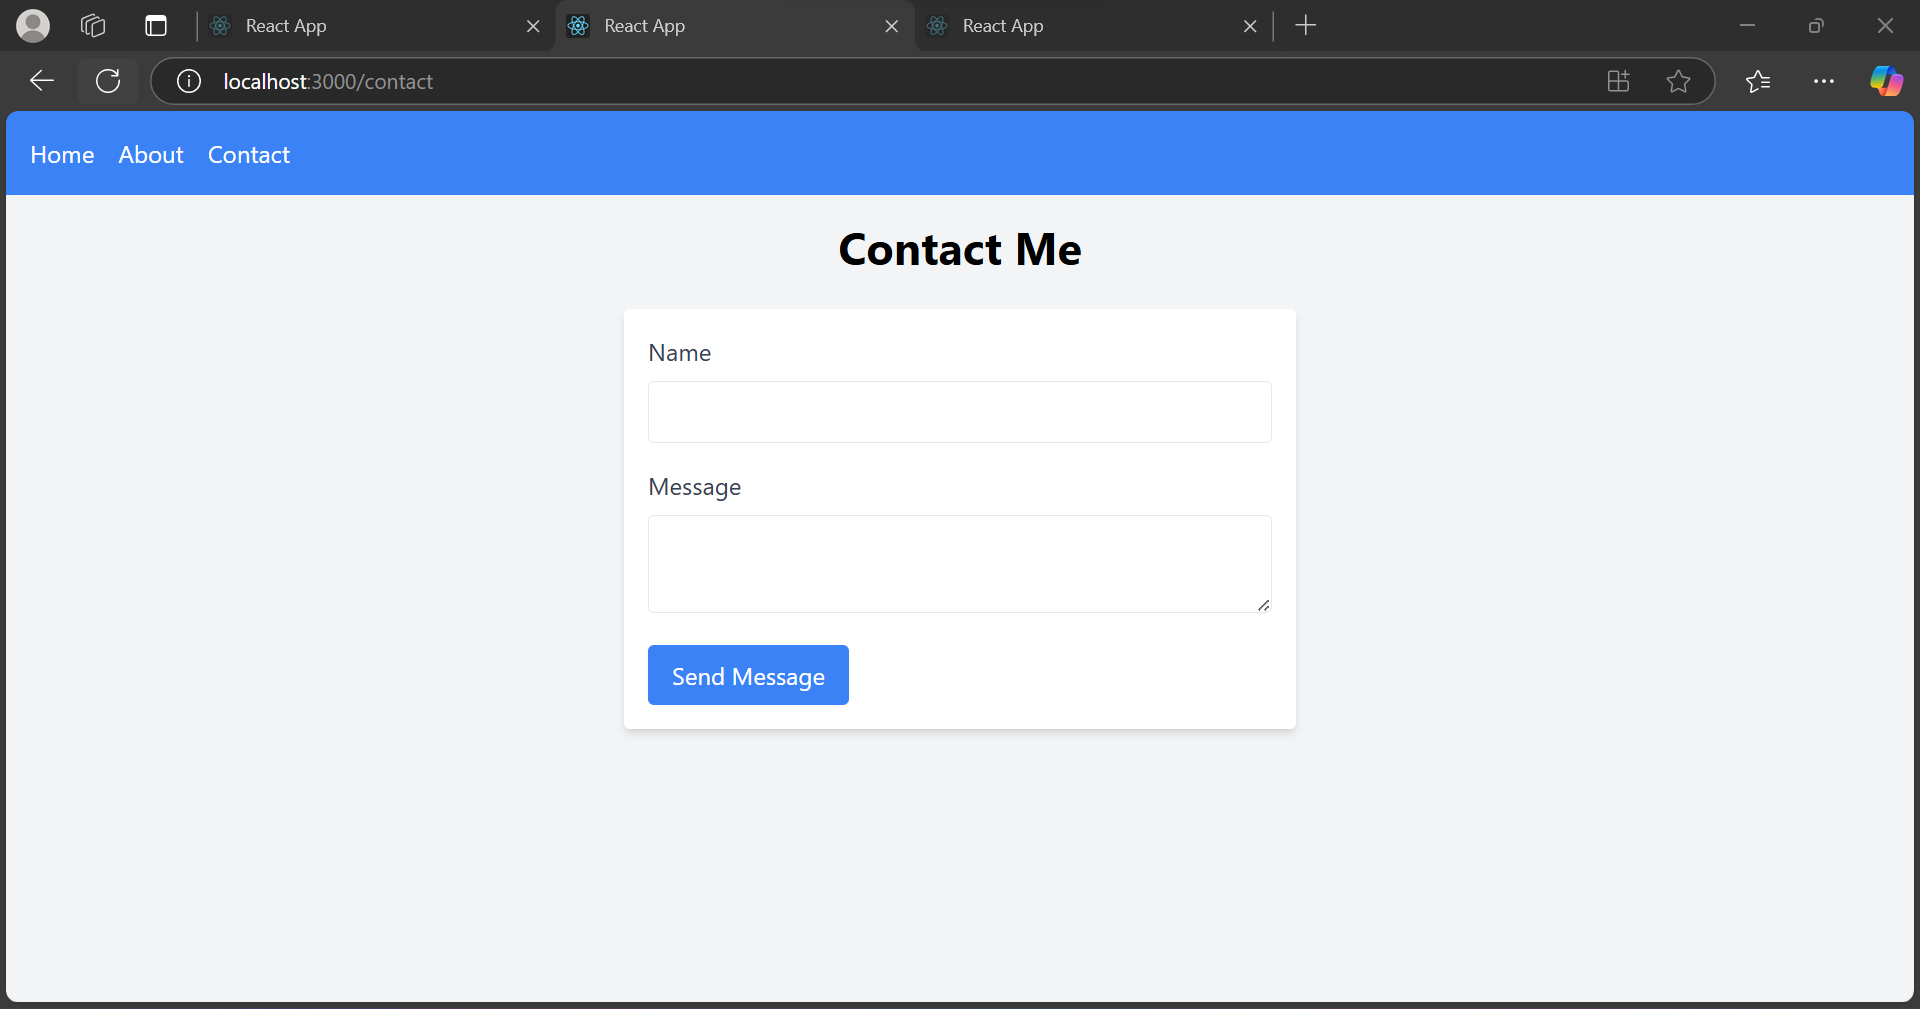 React App
React App
React App
localhost:3000/contact
Home About Contact
Contact Me
Name
Message
Send Message